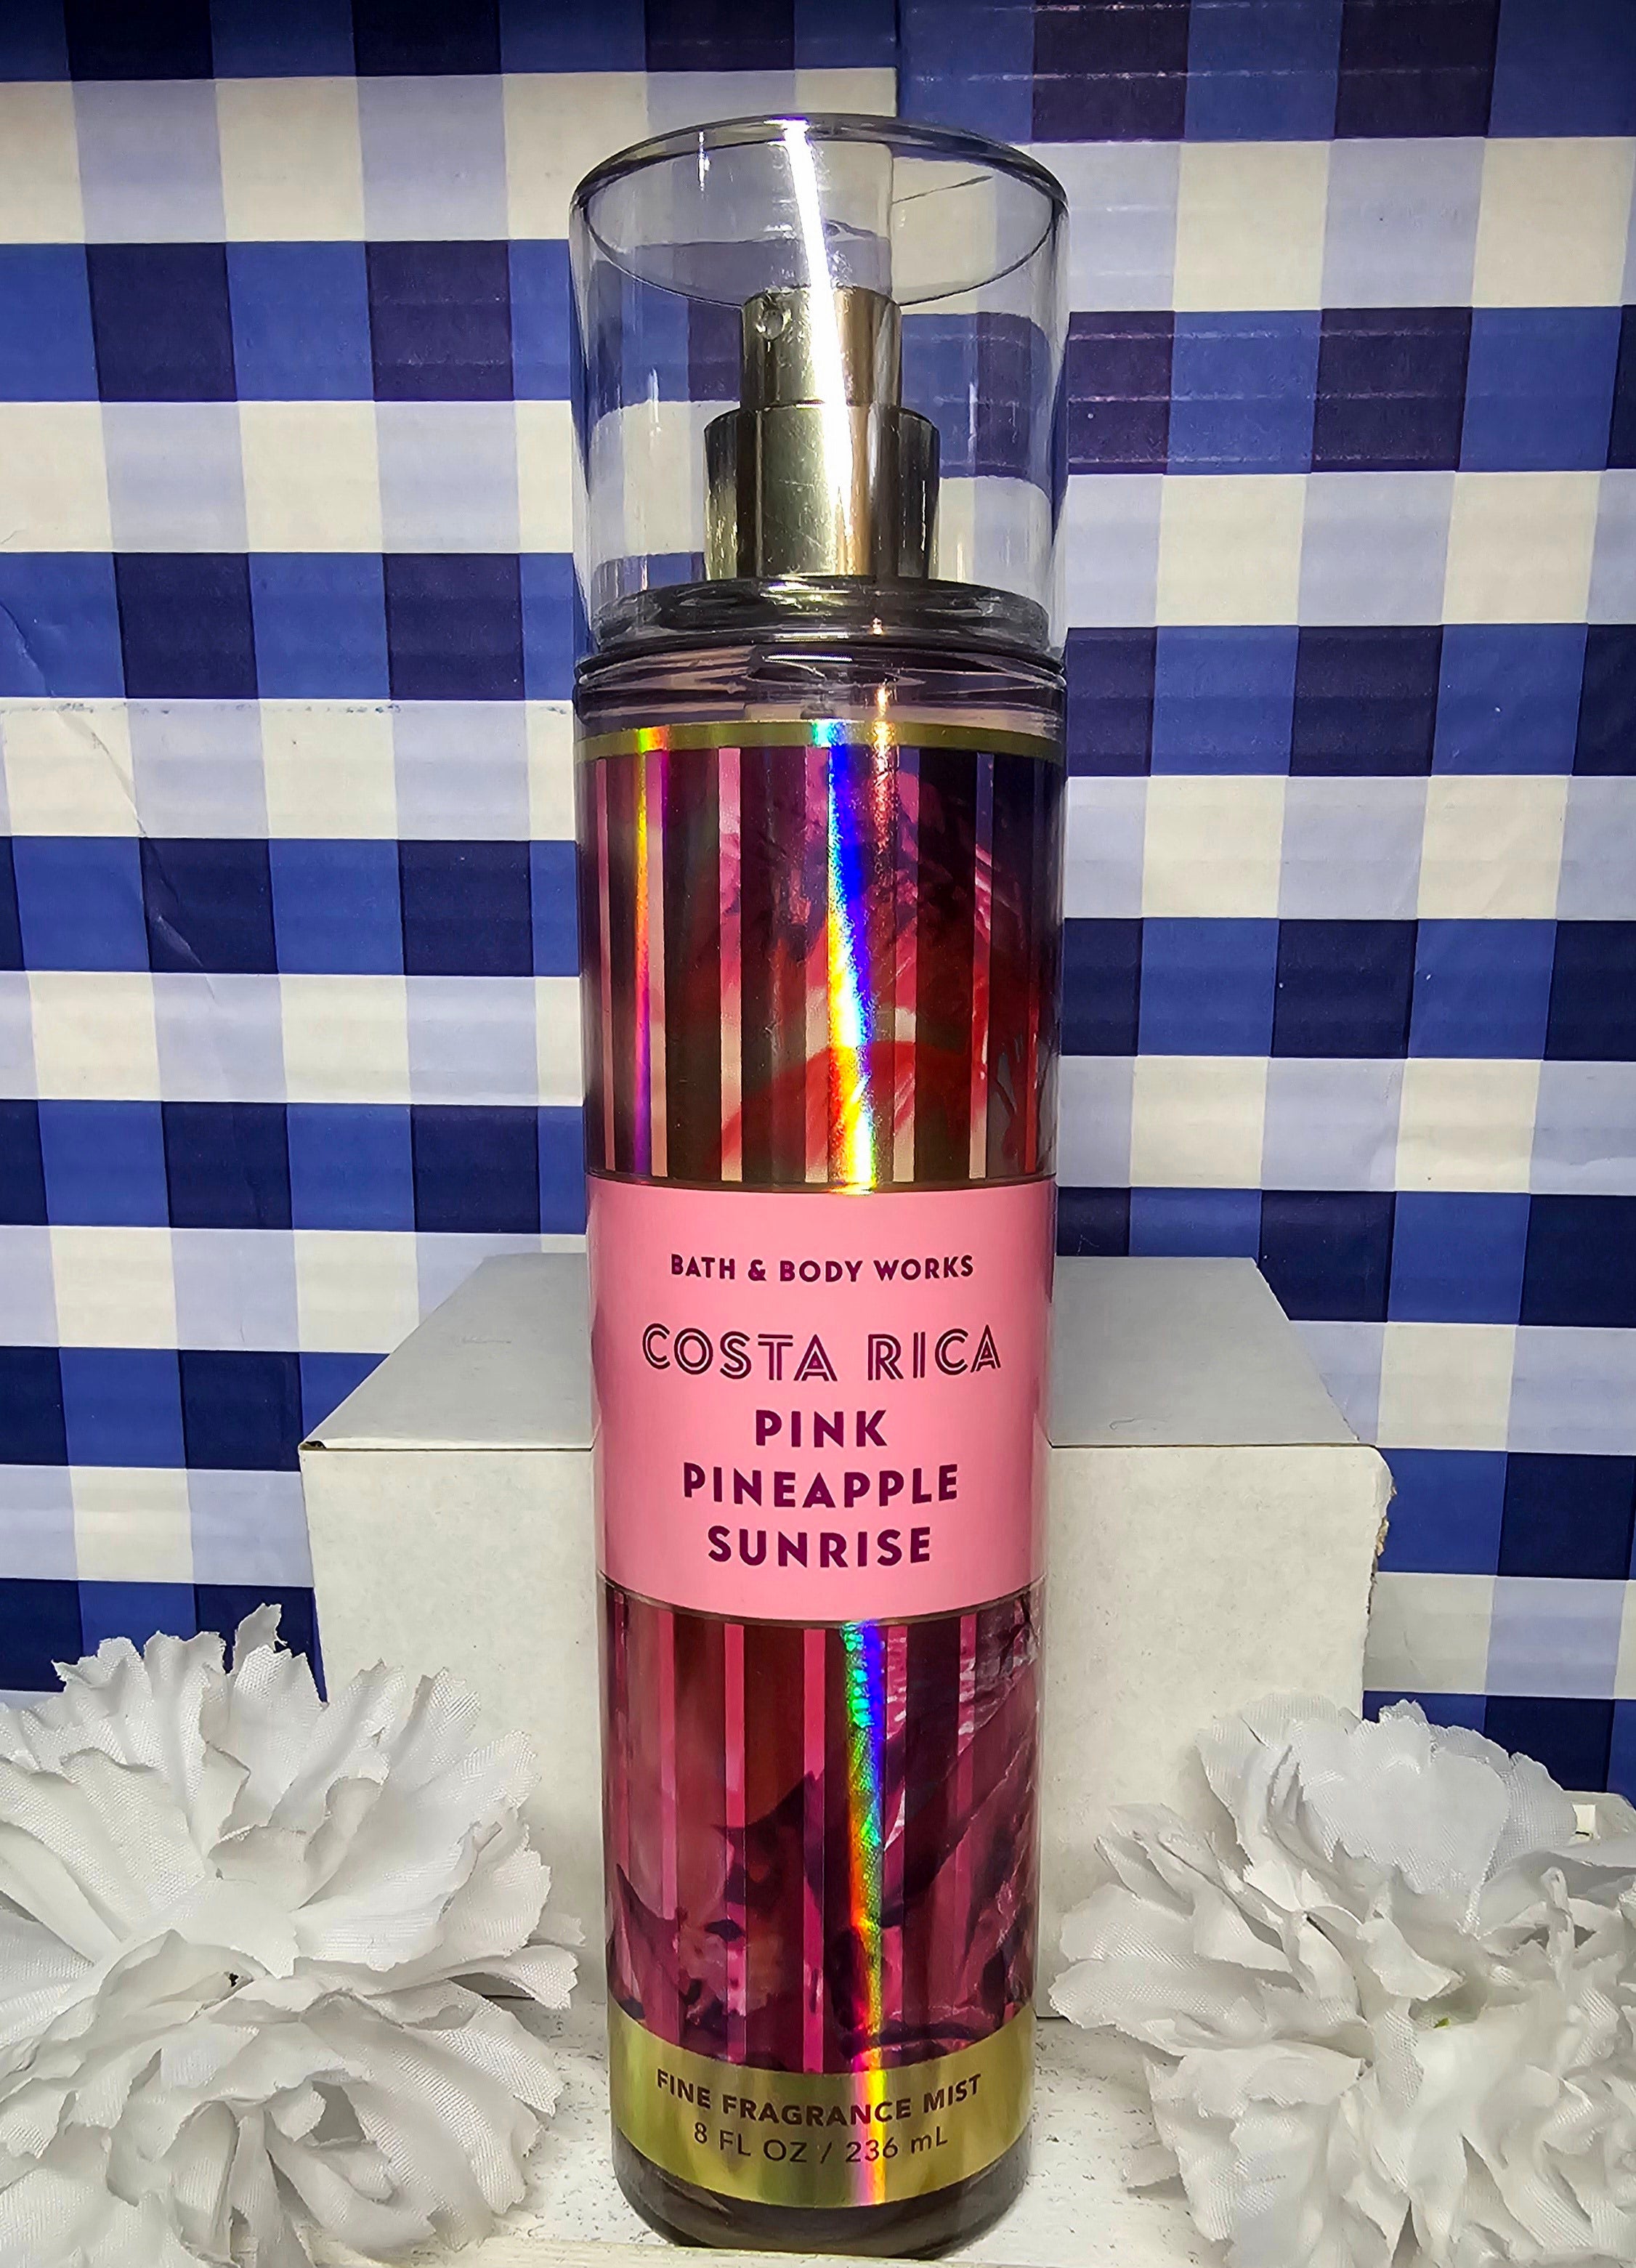 BATH & BODY WORKS
COSTA RICA
PINK
PINEAPPLE
SUNRISE
FINE FRAGRANCE MIST
8 FL OZ / 236 mL